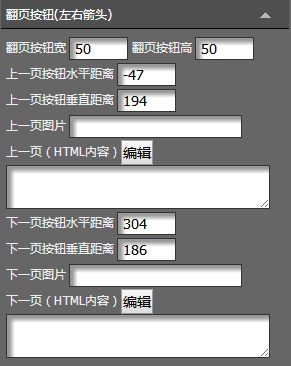 翻页按钮(左右箭头)
翻页按钮宽 50 翻页按钮高 50
上一页按钮水平距离 -47
上一页按钮垂直距离 194
上一页图片
上一页（HTML内容）编辑
下一页按钮水平距离 304
下一页按钮垂直距离 186
下一页图片
下一页（HTML内容）编辑